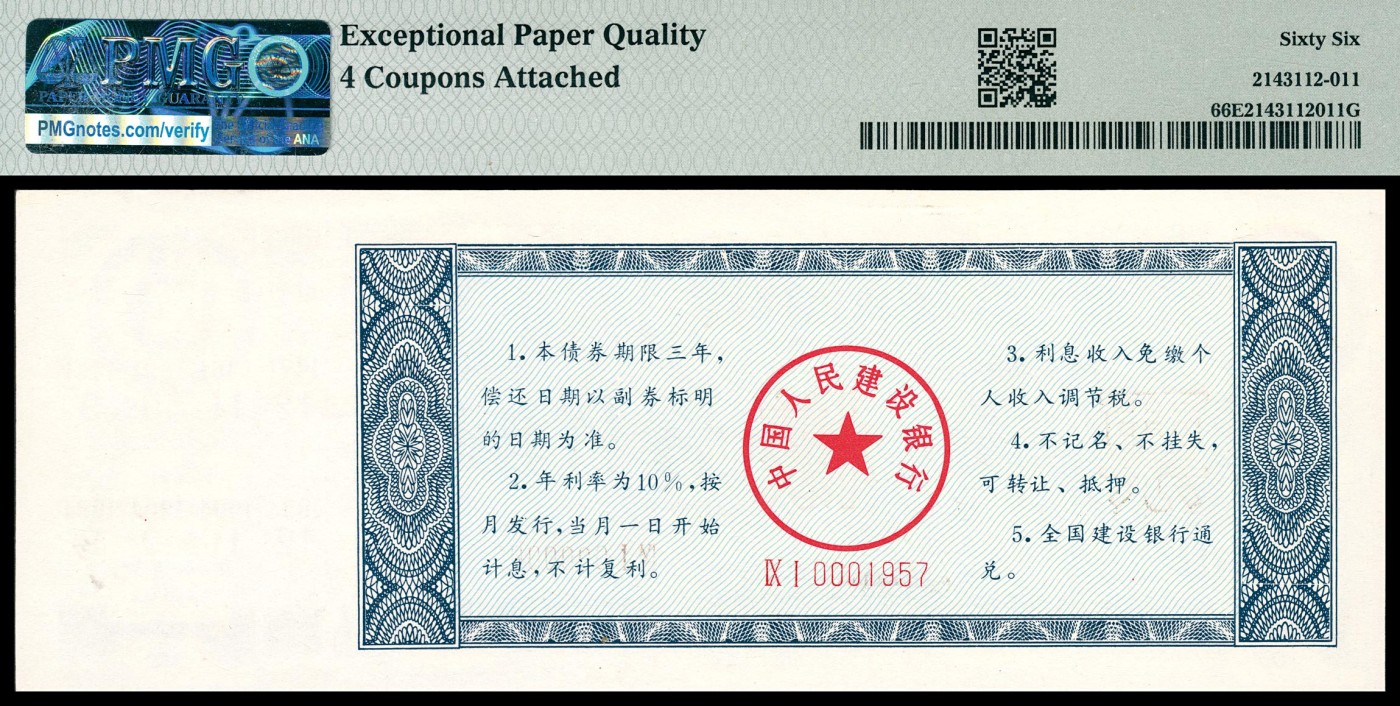 PMG
PMGnotes.com/verify
ANA
Exceptional Paper Quality
4 Coupons Attached
Sixty Six
2143112-011
66E2143112011G
1.本债券期限三年,
偿还日期以副券标明
的日期为准。
2.年利率为10%,按
月发行,当月一日开始
计息,不计复利。
中国人民建设银行
ⅨⅠ0001957
3.利息收入免缴个
人收入调节税。
4.不记名、不挂失,
可转让、抵押。
5.全国建设银行通
兑。